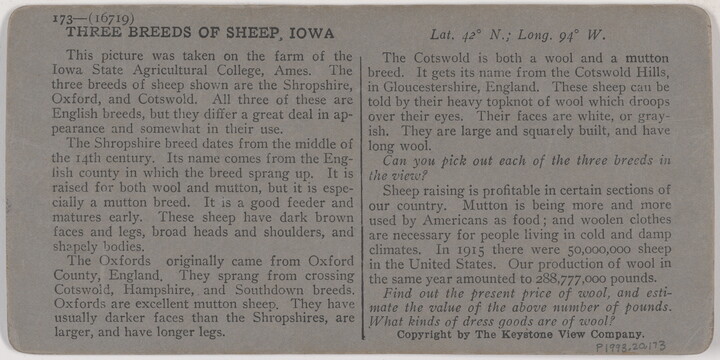 173—(16719)
THREE BREEDS OF SHEEP, IOWA
This picture was taken on the farm of the
Iowa State Agricultural College, Ames. The
three breeds of sheep shown are the Shropshire,
Oxford, and Cotswold. All three of these are
English breeds, but they differ a great deal in ap-
pearance and somewhat in their use.
The Shropshire breed dates from the middle of
the 14th century. Its name comes from the Eng-
lish county in which the breed sprang up. It is
raised for both wool and mutton, but it is espe-
cially a mutton breed. It is a good feeder and
matures early. These sheep have dark brown
faces and legs, broad heads and shoulders, and
shapely bodies.
The Oxfords originally came from Oxford
County, England. They sprang from crossing
Cotswold, Hampshire, and Southdown breeds.
Oxfords are excellent mutton sheep. They have
usually darker faces than the Shropshires, are
larger, and have longer legs.
Lat. 42° N.; Long. 94° W.
The Cotswold is both a wool and a mutton
breed. It gets its name from the Cotswold Hills,
in Gloucestershire, England. These sheep can be
told by their heavy topknot of wool which droops
over their eyes. Their faces are white, or gray-
ish. They are large and squarely built, and have
long wool.
Can you pick out each of the three breeds in
the view?
Sheep raising is profitable in certain sections of
our country. Mutton is being more and more
used by Americans as food; and woolen clothes
are necessary for people living in cold and damp
climates. In 1915 there were 50,000,000 sheep
in the United States. Our production of wool in
the same year amounted to 288,777,000 pounds.
Find out the present price of wool, and esti-
mate the value of the above number of pounds.
What kinds of dress goods are of wool?
Copyright by The Keystone View Company.
P1993.20.173